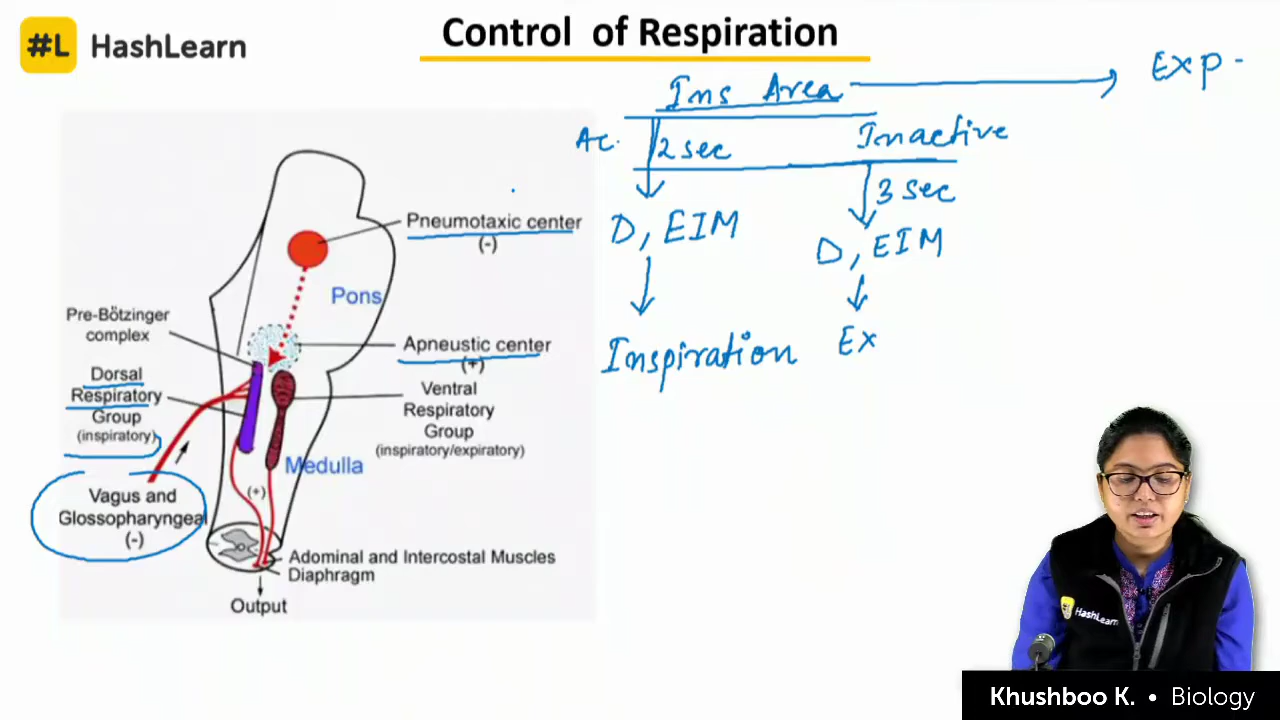 #L HashLearn
Control of Respiration
Ins Area
Exp -
Ac.
2 sec
Inactive
3 sec
D, EIM
D, EIM
Inspiration
Ex
Pneumotaxic center
(-)
Pons
Pre-Bötzinger
complex
Apneustic center
(+)
Dorsal
Respiratory
Group
(inspiratory)
Ventral
Respiratory
Group
(inspiratory/expiratory)
Medulla
Vagus and
Glossopharyngeal
(-)
(+)
Adominal and Intercostal Muscles
Diaphragm
Output
HashLearn
Khushboo K. • Biology